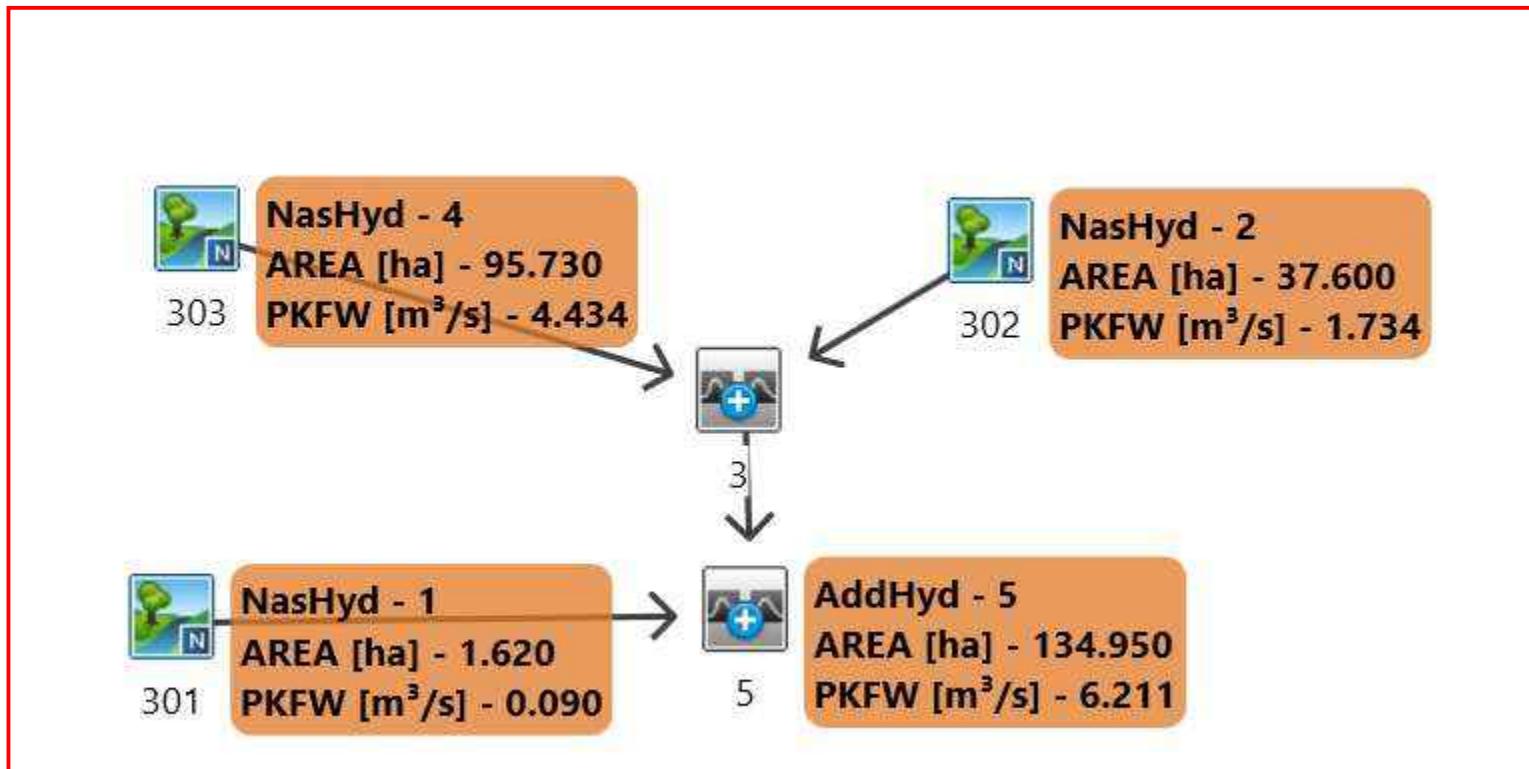 NasHyd - 4
AREA [ha] - 95.730
PKFW [m³/s] - 4.434
N
303
NasHyd - 2
AREA [ha] - 37.600
PKFW [m³/s] - 1.734
N
302
3
NasHyd - 1
AREA [ha] - 1.620
PKFW [m³/s] - 0.090
N
301
AddHyd - 5
AREA [ha] - 134.950
PKFW [m³/s] - 6.211
5